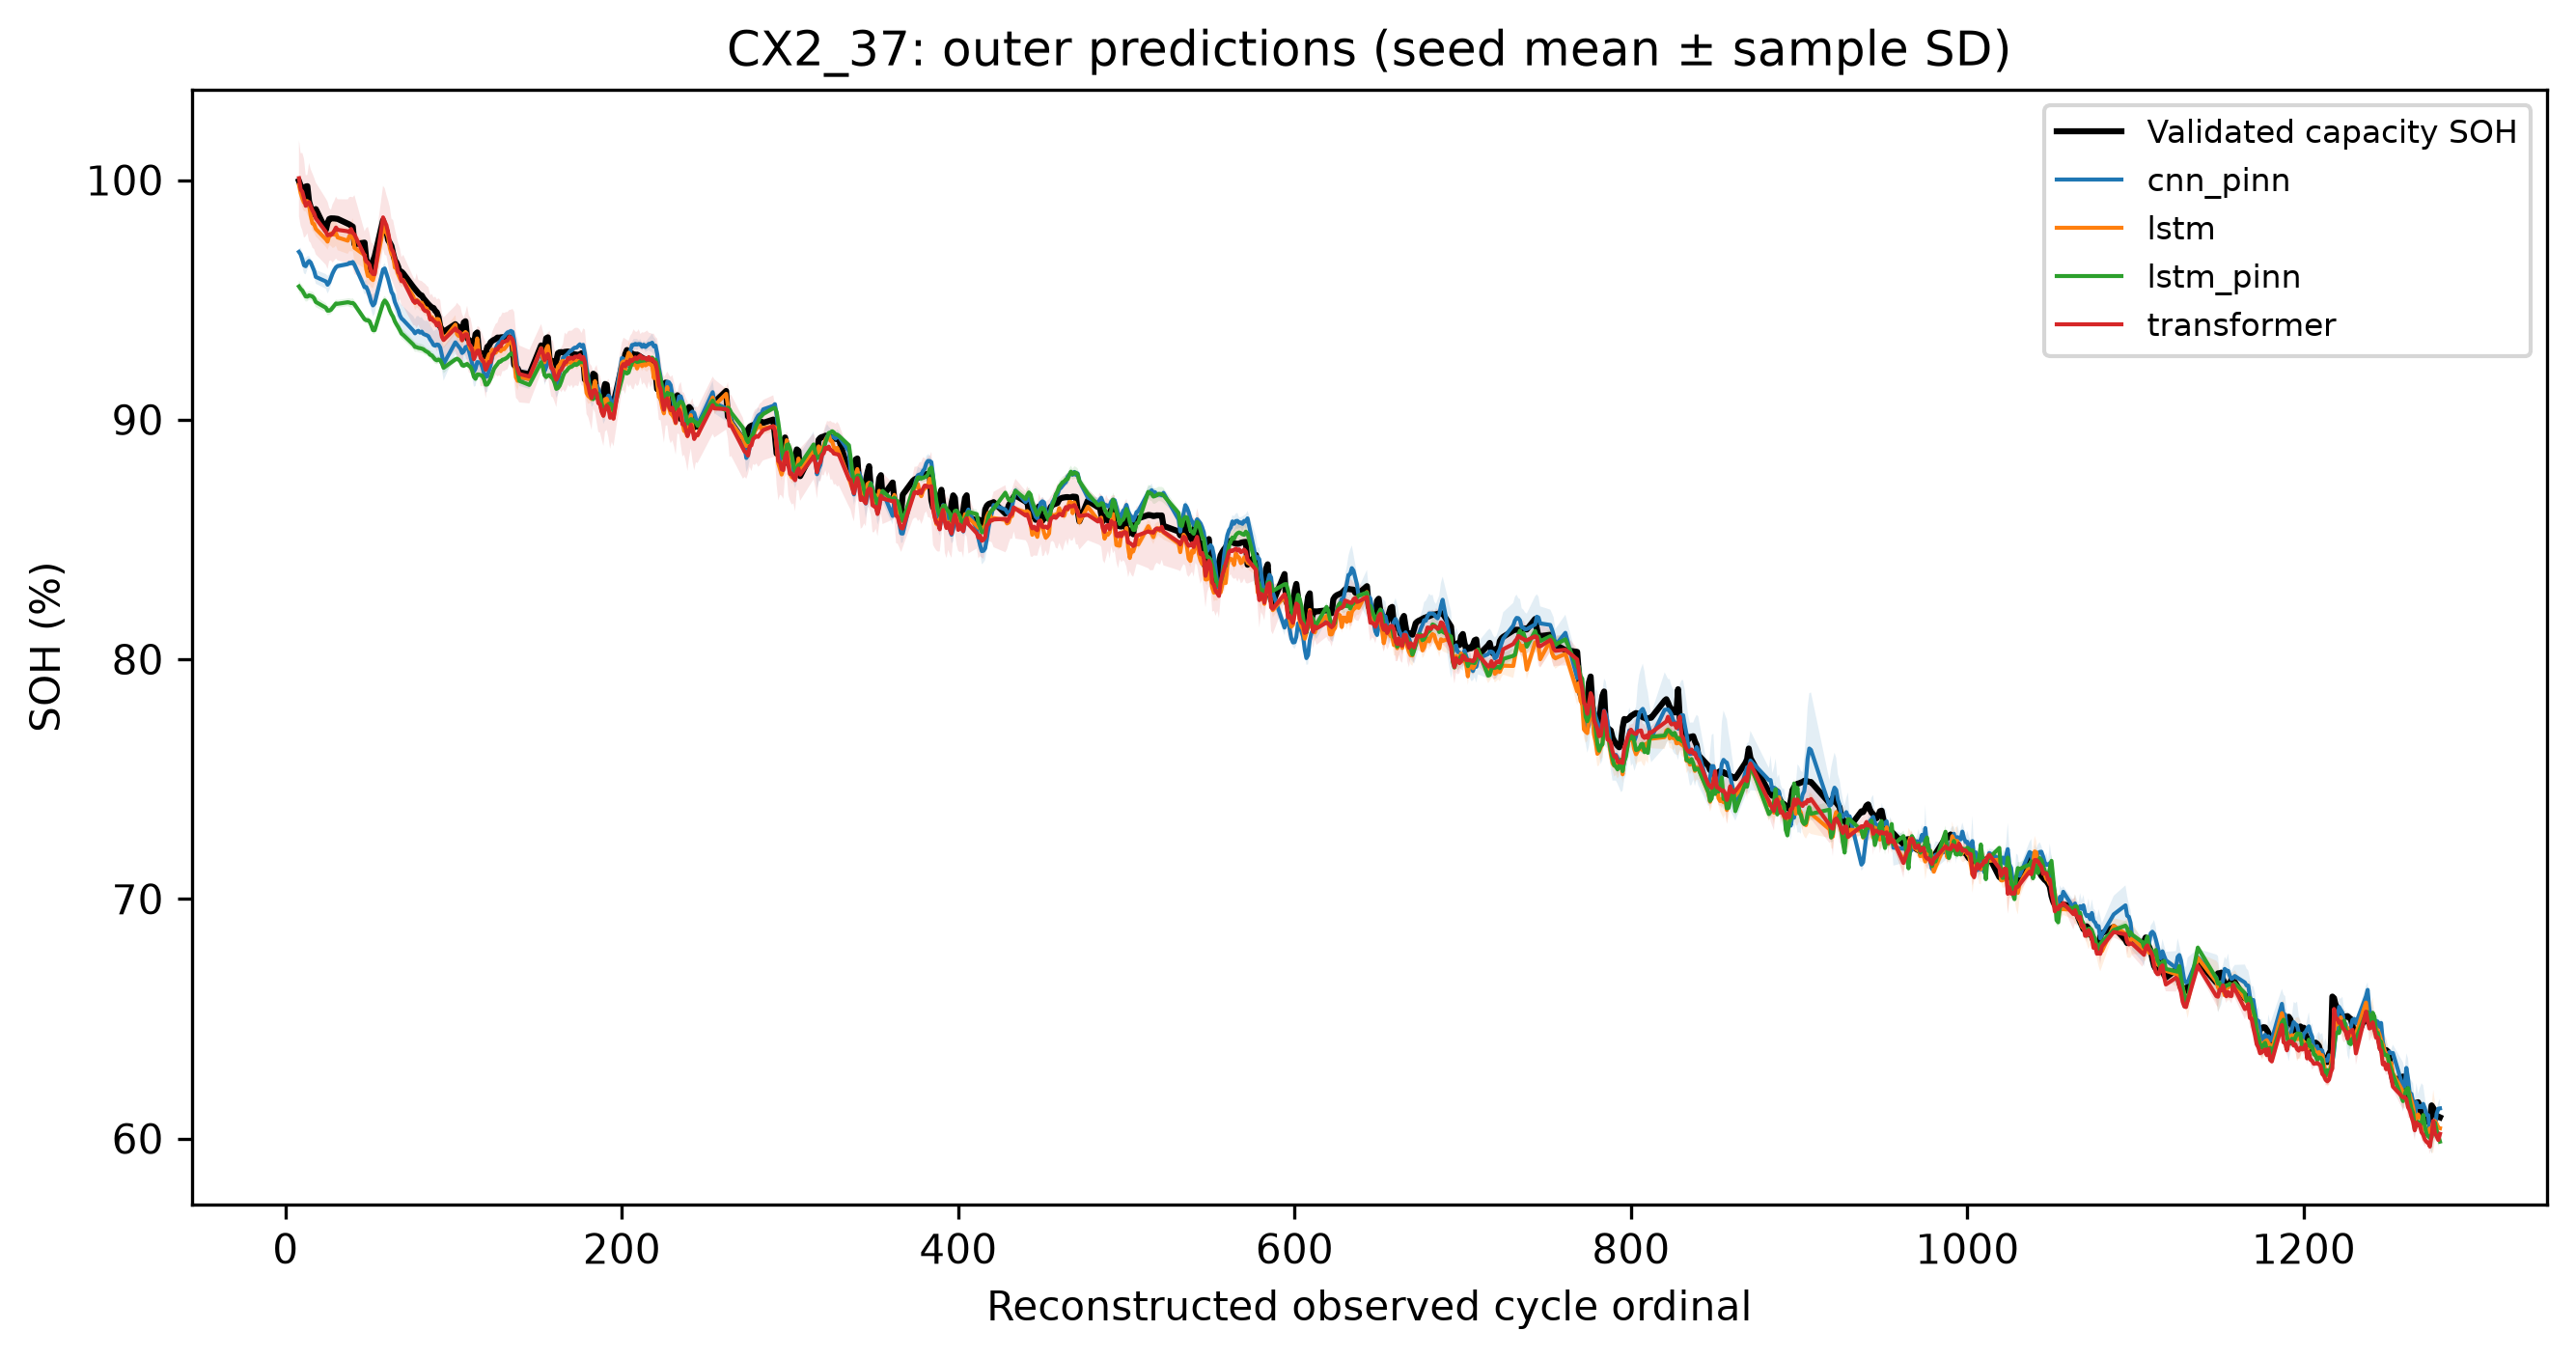 CX2_37: outer predictions (seed mean ± sample SD)
Validated capacity SOH
cnn_pinn
lstm
lstm_pinn
transformer
SOH (%)
100
90
80
70
60
0 200 400 600 800 1000 1200
Reconstructed observed cycle ordinal